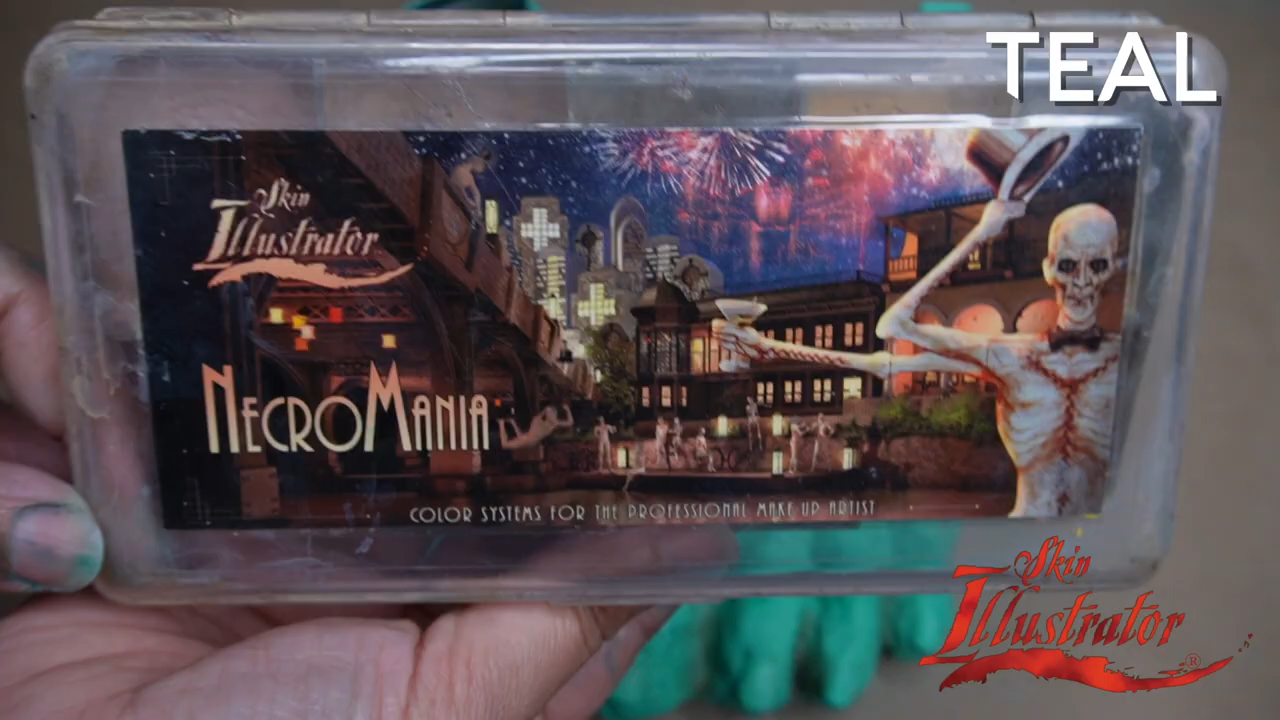 TEAL
Skin
Illustrator
NECROMANIA
COLOR SYSTEMS FOR THE PROFESSIONAL MAKE UP ARTIST
Skin
Illustrator®